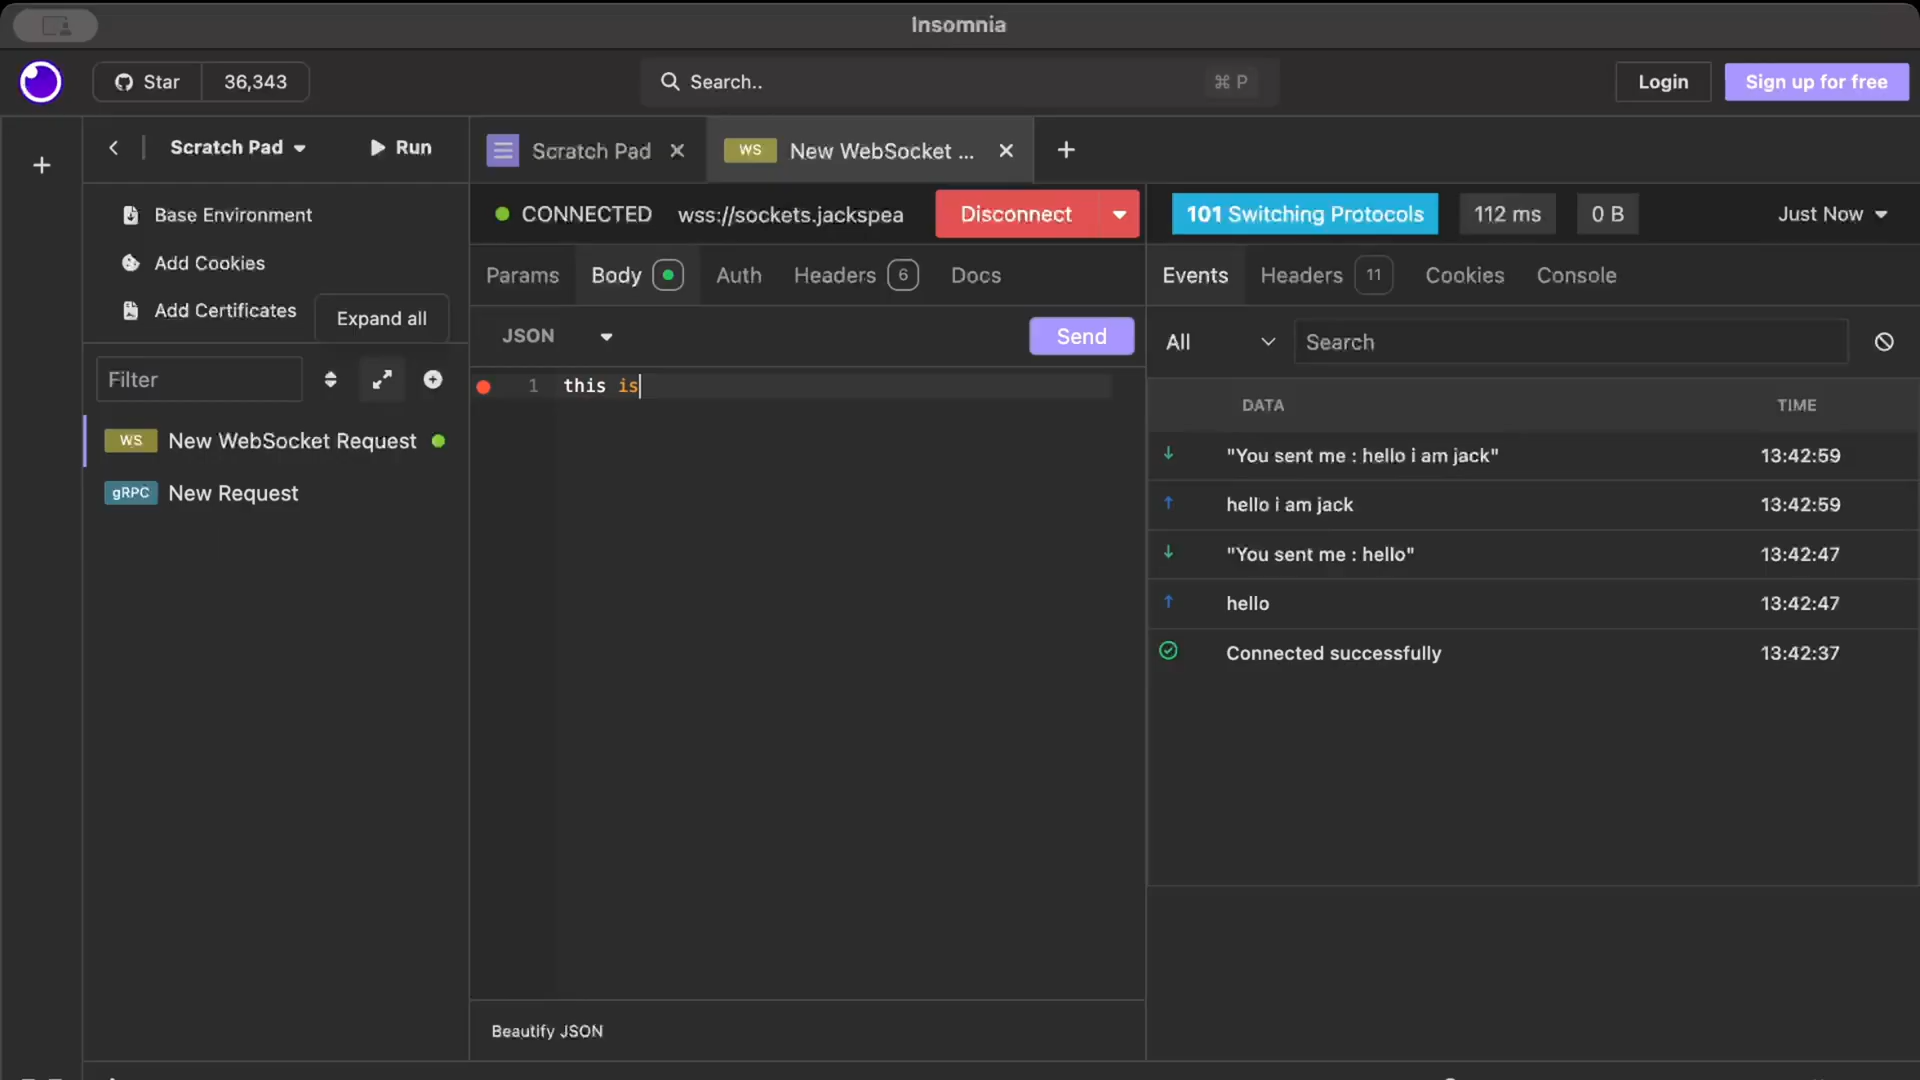 Insomnia
Star 36,343
Search..
⌘ P
Login
Sign up for free
Scratch Pad
Run
Scratch Pad
WS New WebSocket ...
Base Environment
Add Cookies
Add Certificates
Expand all
Filter
WS New WebSocket Request
gRPC New Request
CONNECTED wss://sockets.jackspea
Disconnect
Params Body Auth Headers 6 Docs
JSON
Send
1 this is
Beautify JSON
101 Switching Protocols 112 ms 0 B Just Now
Events Headers 11 Cookies Console
All Search
DATA TIME
"You sent me : hello i am jack" 13:42:59
hello i am jack 13:42:59
"You sent me : hello" 13:42:47
hello 13:42:47
Connected successfully 13:42:37